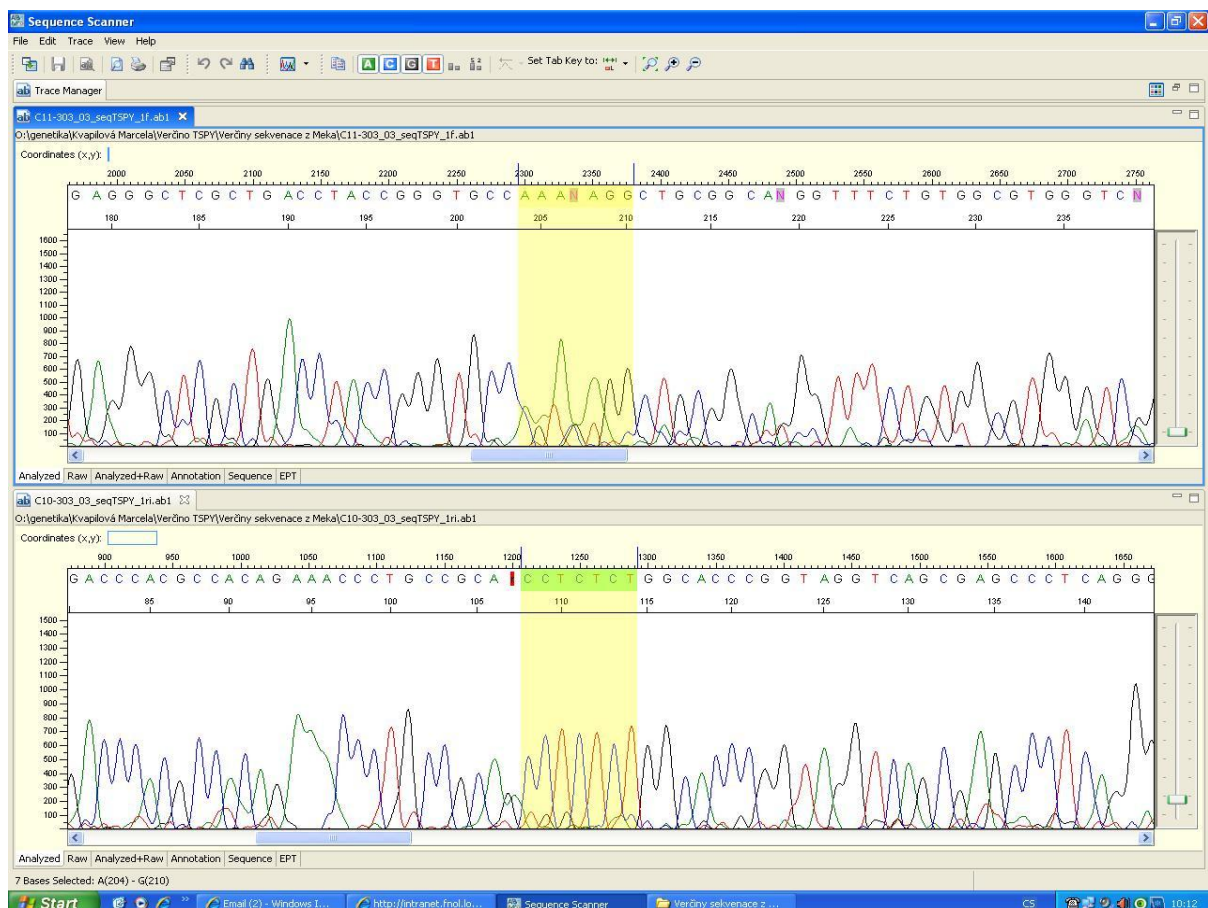 Sequence Scanner
File Edit Trace View Help
A C G T Set Tab Key to:
Trace Manager
C11-303_03_seqTSPY_1f.ab1
O:\genetika\Kvapilová Marcela\Verčino TSPY\Verčiny sekvenace z Meka\C11-303_03_seqTSPY_1f.ab1
Coordinates (x,y):
2000 2050 2100 2150 2200 2250 2300 2350 2400 2450 2500 2550 2600 2650 2700 2750
G A G G G C T C G C T G A C C T A C C G G G T G C C A A A N A G G C T G C G G C A N G G T T T C T G T G G C G T G G G T C N
180 185 190 195 200 205 210 215 220 225 230 235
1600
1500
1400
1300
1200
1100
1000
900
800
700
600
500
400
300
200
100
Analyzed Raw Analyzed+Raw Annotation Sequence EPT
C10-303_03_seqTSPY_1ri.ab1
O:\genetika\Kvapilová Marcela\Verčino TSPY\Verčiny sekvenace z Meka\C10-303_03_seqTSPY_1ri.ab1
Coordinates (x,y):
900 950 1000 1050 1100 1150 1200 1250 1300 1350 1400 1450 1500 1550 1600 1650
G A C C C A C G C C A C A G A A A C C C T G C C G C A C C T C T C T G G C A C C C G G T A G G T C A G C G A G C C C T C A G G G
85 90 95 100 105 110 115 120 125 130 135 140
1500
1400
1300
1200
1100
1000
900
800
700
600
500
400
300
200
100
Analyzed Raw Analyzed+Raw Annotation Sequence EPT
7 Bases Selected: A(204) - G(210)
Start Email (2) - Windows I... http://intranet.fnol.lo... Sequence Scanner Verčiny sekvenace z ... CS 10:12